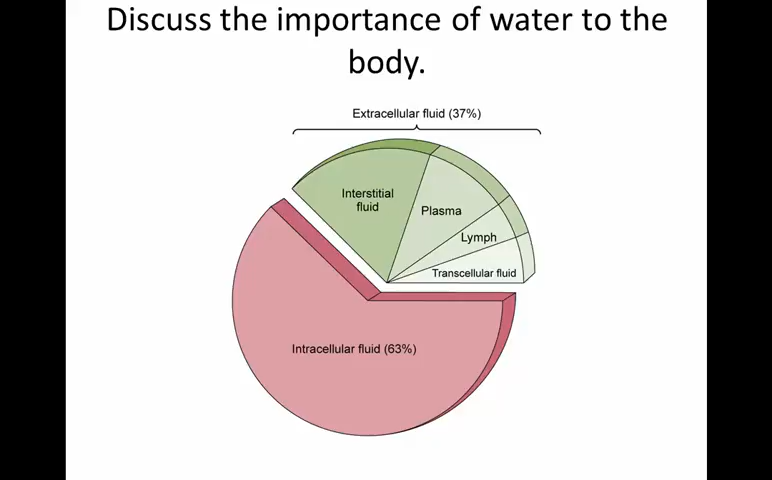 Discuss the importance of water to the
body.
Extracellular fluid (37%)
Interstitial
fluid
Plasma
Lymph
Transcellular fluid
Intracellular fluid (63%)